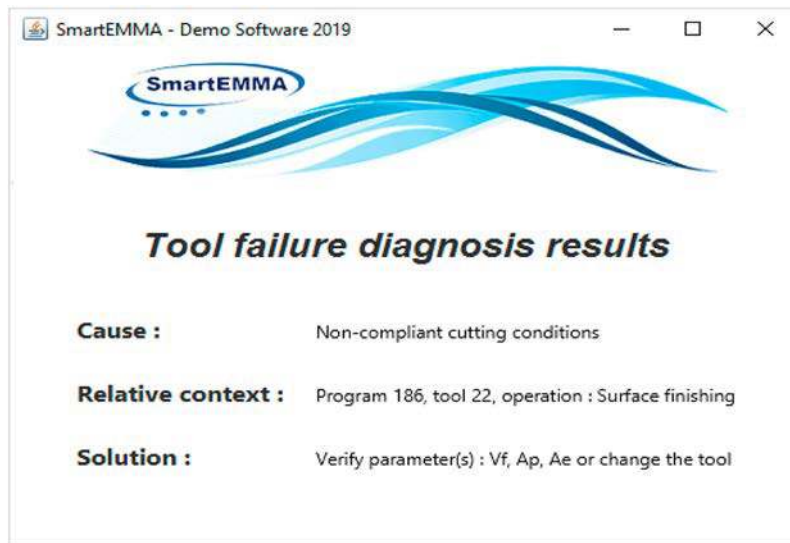 SmartEMMA - Demo Software 2019
SmartEMMA
Tool failure diagnosis results
Cause : Non-compliant cutting conditions
Relative context : Program 186, tool 22, operation : Surface finishing
Solution : Verify parameter(s) : Vf, Ap, Ae or change the tool